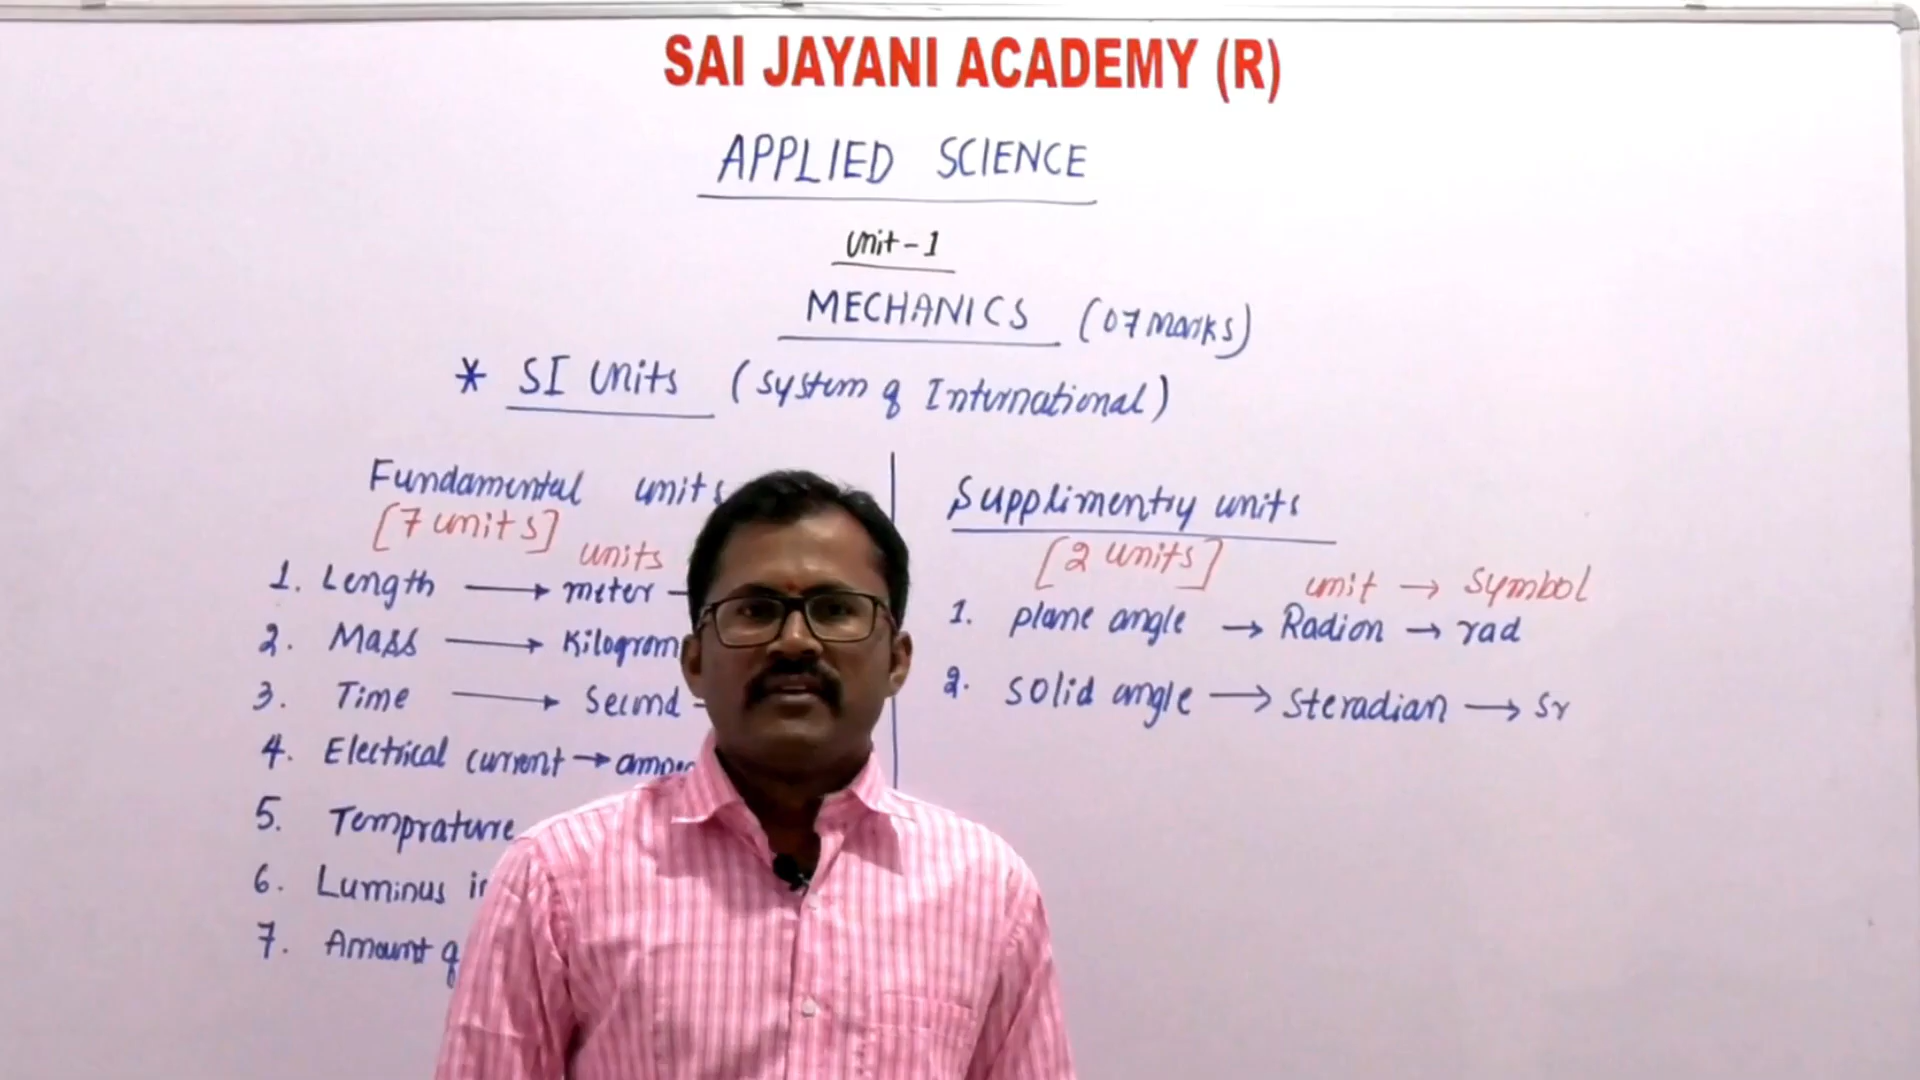 SAI JAYANI ACADEMY (R)
APPLIED SCIENCE
Unit-1
MECHANICS (07 Marks)
* SI units (System of International)
Fundamental units
[7 units]
units
1. Length → meter
2. Mass → Kilogram
3. Time → Second
4. Electrical current →
5. Temprature
6. Luminus
7. Amount of
Supplimentry units
[2 units]
unit → Symbol
1. plane angle → Radian → rad
2. solid angle → Steradian → Sr